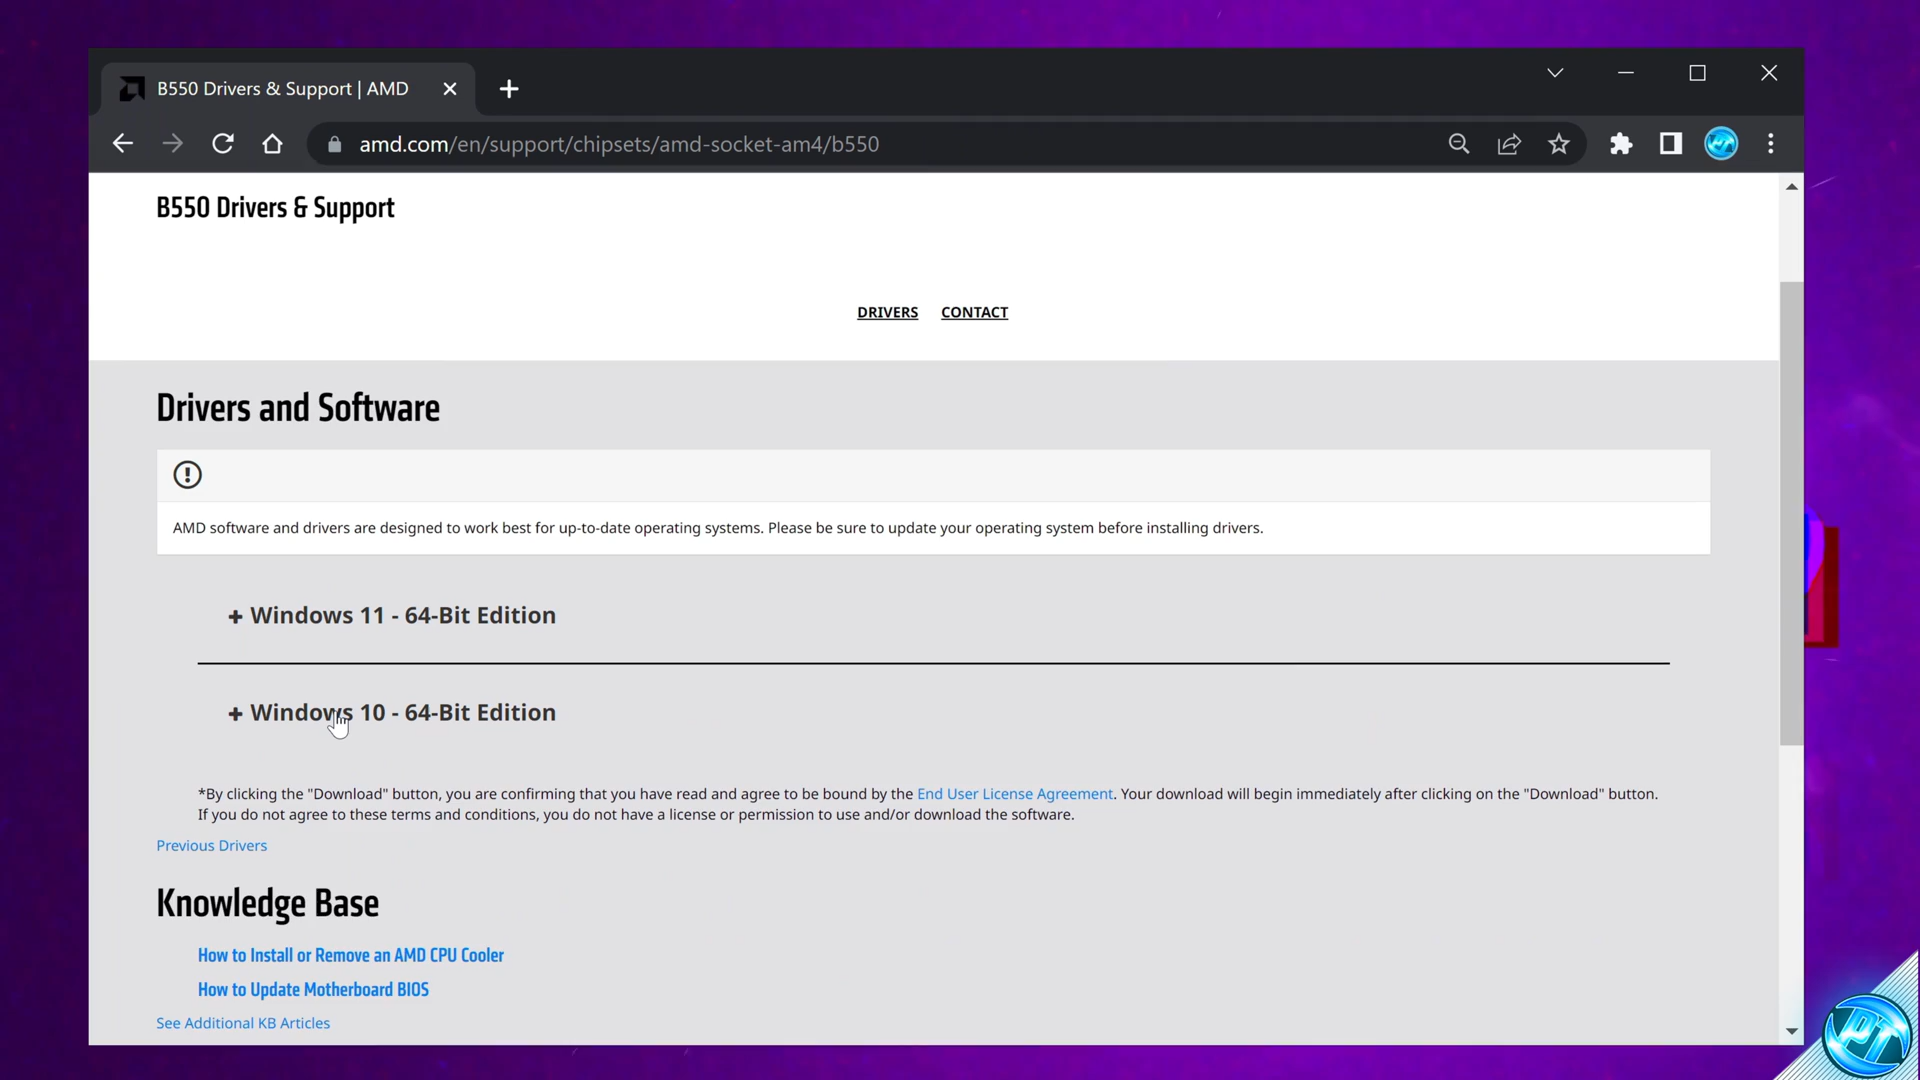 B550 Drivers & Support | AMD
amd.com/en/support/chipsets/amd-socket-am4/b550
B550 Drivers & Support
DRIVERS CONTACT
Drivers and Software
AMD software and drivers are designed to work best for up-to-date operating systems. Please be sure to update your operating system before installing drivers.
+ Windows 11 - 64-Bit Edition
+ Windows 10 - 64-Bit Edition
*By clicking the "Download" button, you are confirming that you have read and agree to be bound by the End User License Agreement. Your download will begin immediately after clicking on the "Download" button.
If you do not agree to these terms and conditions, you do not have a license or permission to use and/or download the software.
Previous Drivers
Knowledge Base
How to Install or Remove an AMD CPU Cooler
How to Update Motherboard BIOS
See Additional KB Articles
PT